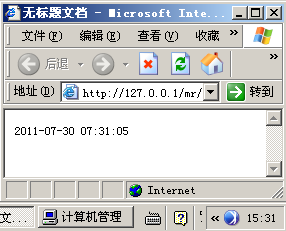 无标题文档 - Microsoft Inte...
文件(F) 编辑(E) 查看(V) 收藏 »
后退 »
地址(D) http://127.0.0.1/mr/ 转到
2011-07-30 07:31:05
Internet
文... 计算机管理 « 15:31